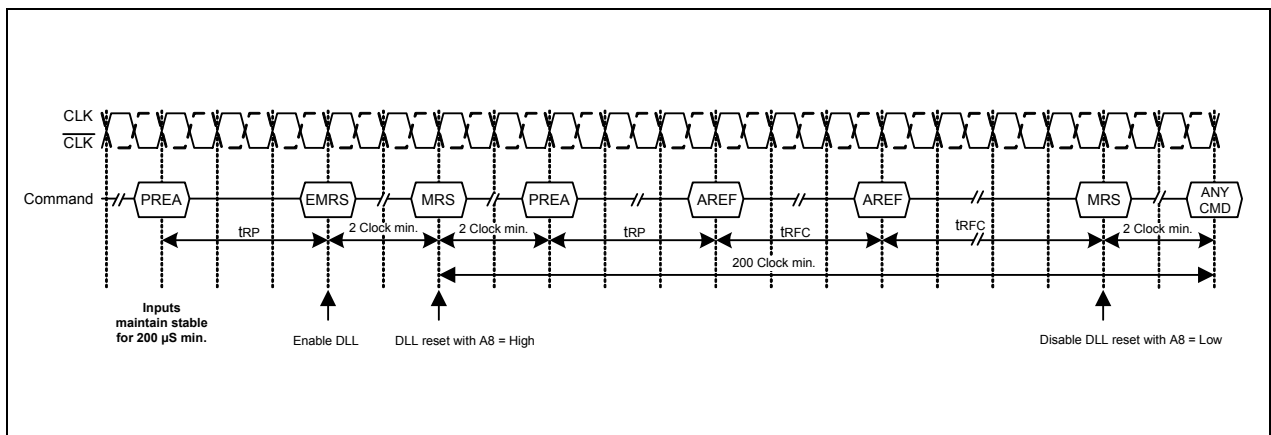 CLK
CLK
Command
PREA
EMRS
MRS
PREA
AREF
AREF
MRS
ANY
CMD
tRP
2 Clock min.
2 Clock min.
tRP
tRFC
tRFC
2 Clock min.
200 Clock min.
Inputs
maintain stable
for 200 µS min.
Enable DLL
DLL reset with A8 = High
Disable DLL reset with A8 = Low